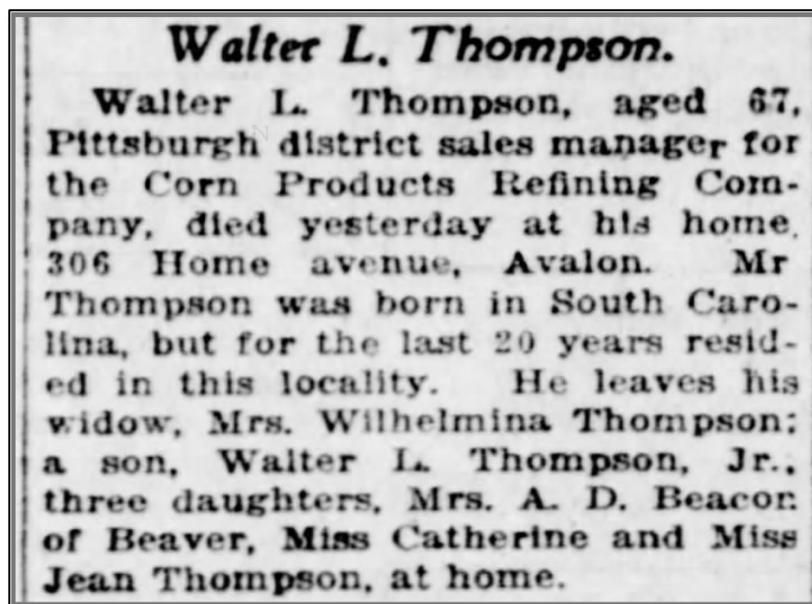 Walter L. Thompson.
Walter L. Thompson, aged 67,
Pittsburgh district sales manager for
the Corn Products Refining Com-
pany, died yesterday at his home,
306 Home avenue, Avalon. Mr
Thompson was born in South Caro-
lina, but for the last 20 years resid-
ed in this locality. He leaves his
widow, Mrs. Wilhelmina Thompson;
a son, Walter L. Thompson, Jr.,
three daughters, Mrs. A. D. Beacon
of Beaver, Miss Catherine and Miss
Jean Thompson, at home.